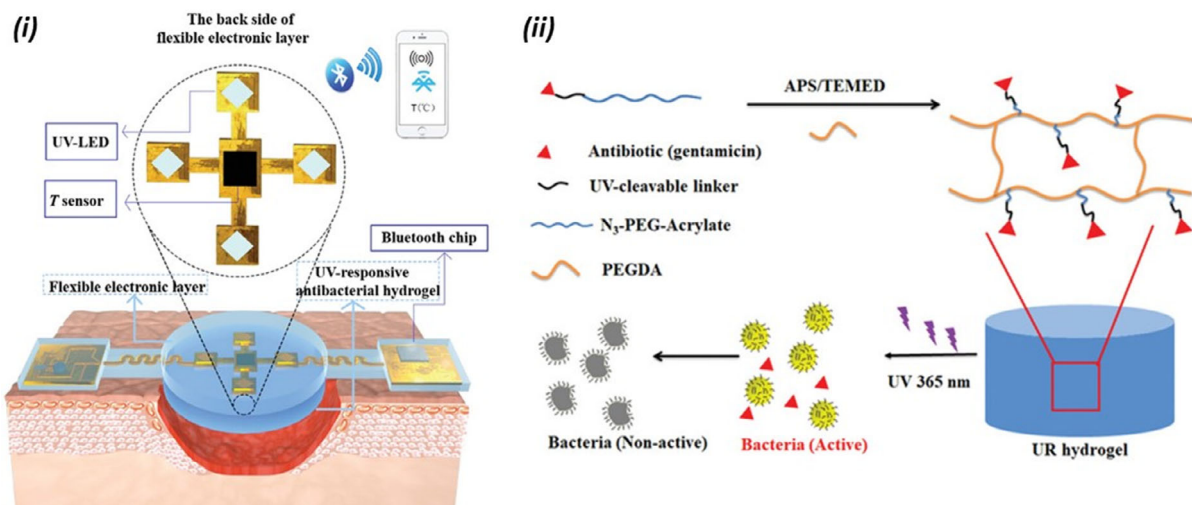 (i)
The back side of
flexible electronic layer
T (℃)
UV-LED
T sensor
Bluetooth chip
Flexible electronic layer
UV-responsive
antibacterial hydrogel
(ii)
APS/TEMED
Antibiotic (gentamicin)
UV-cleavable linker
N₃-PEG-Acrylate
PEGDA
UV 365 nm
Bacteria (Non-active)
Bacteria (Active)
UR hydrogel